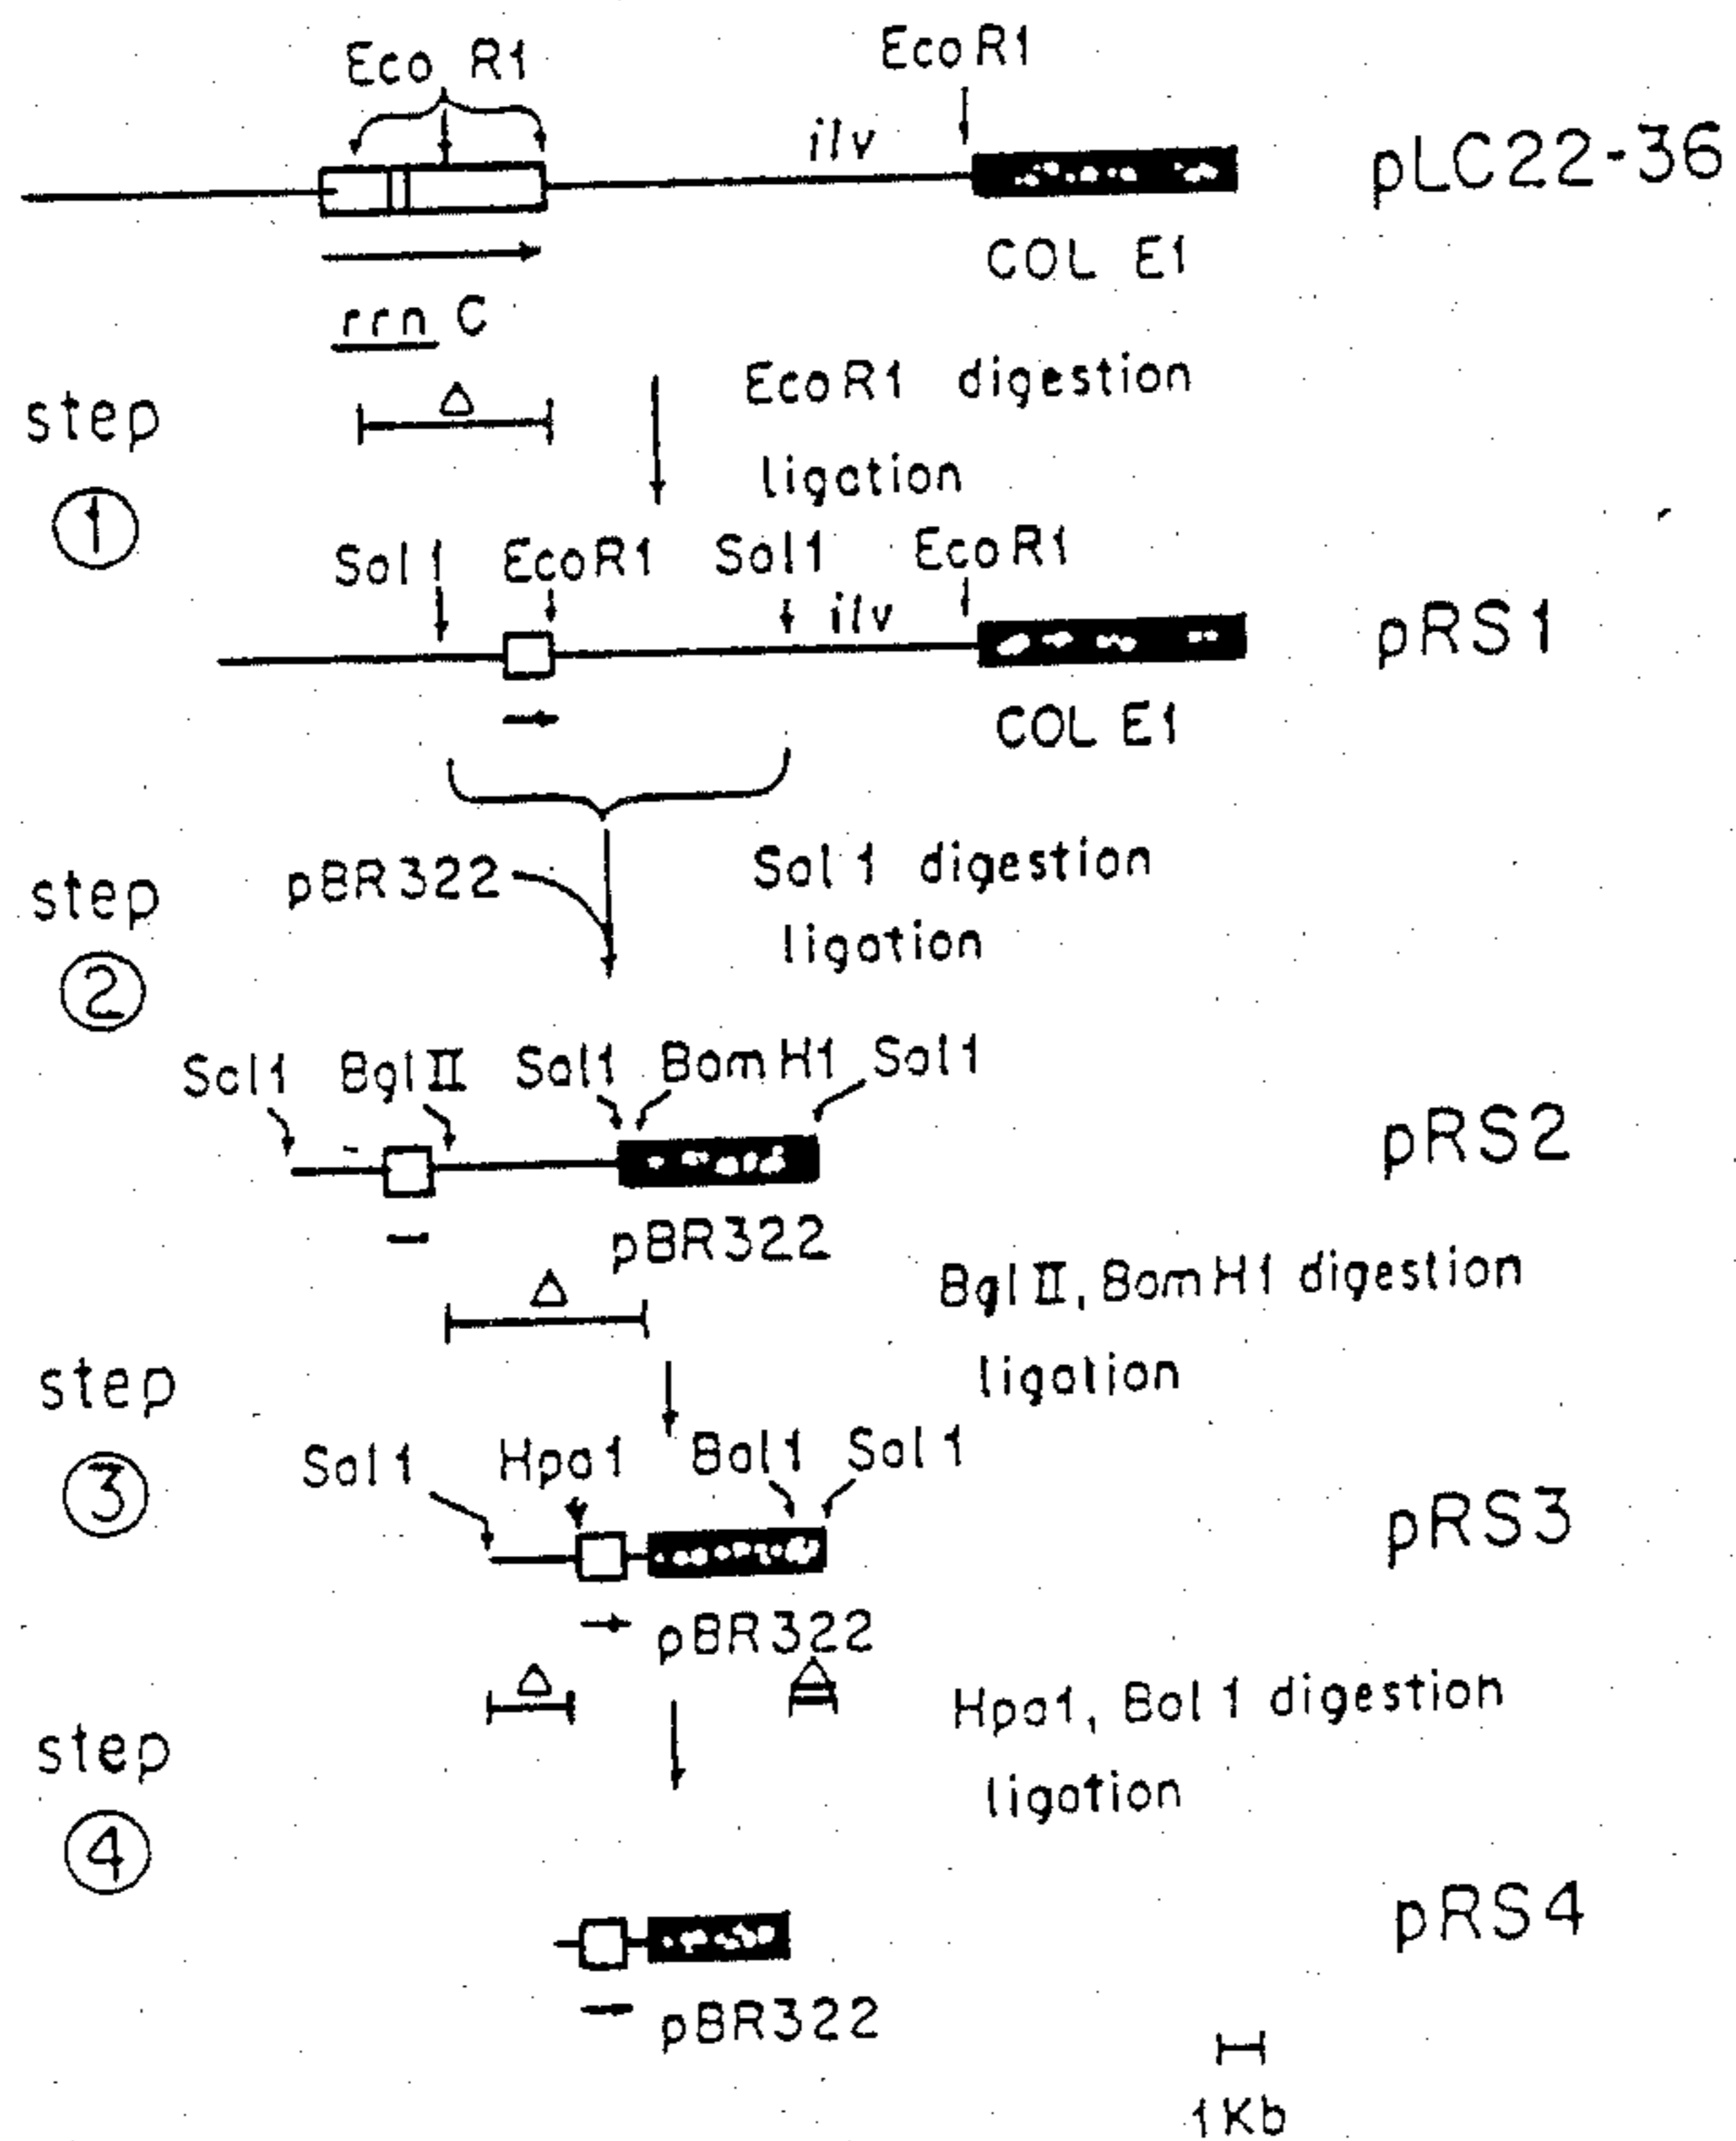 Eco R1 EcoR1
ilv
pLC22-36
COL E1
rrn C
Δ
EcoR1 digestion
ligation
step
1
Sal1 EcoR1 Sal1 EcoR1
ilv
pRS1
COL E1
pBR322
Sal1 digestion
ligation
step
2
Sal1 BglII Sal1 BamH1 Sal1
pRS2
pBR322
Δ
BglII, BamH1 digestion
ligation
step
3
Sal1 Hpa1 Bal1 Sal1
pRS3
pBR322
Δ Δ
Hpa1, Bal1 digestion
ligation
step
4
pRS4
pBR322
1Kb